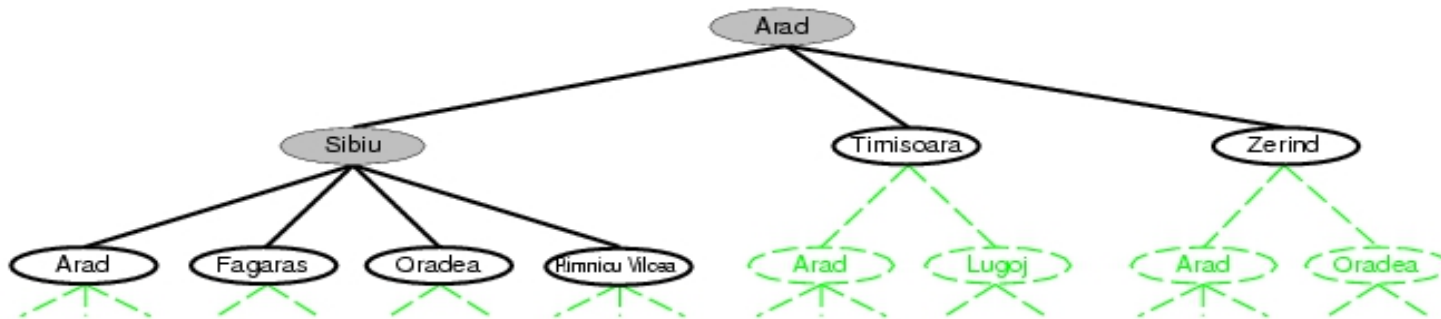 Arad
Sibiu
Timisoara
Zerind
Arad
Fagaras
Oradea
Rimnicu Vilcea
Arad
Lugoj
Arad
Oradea